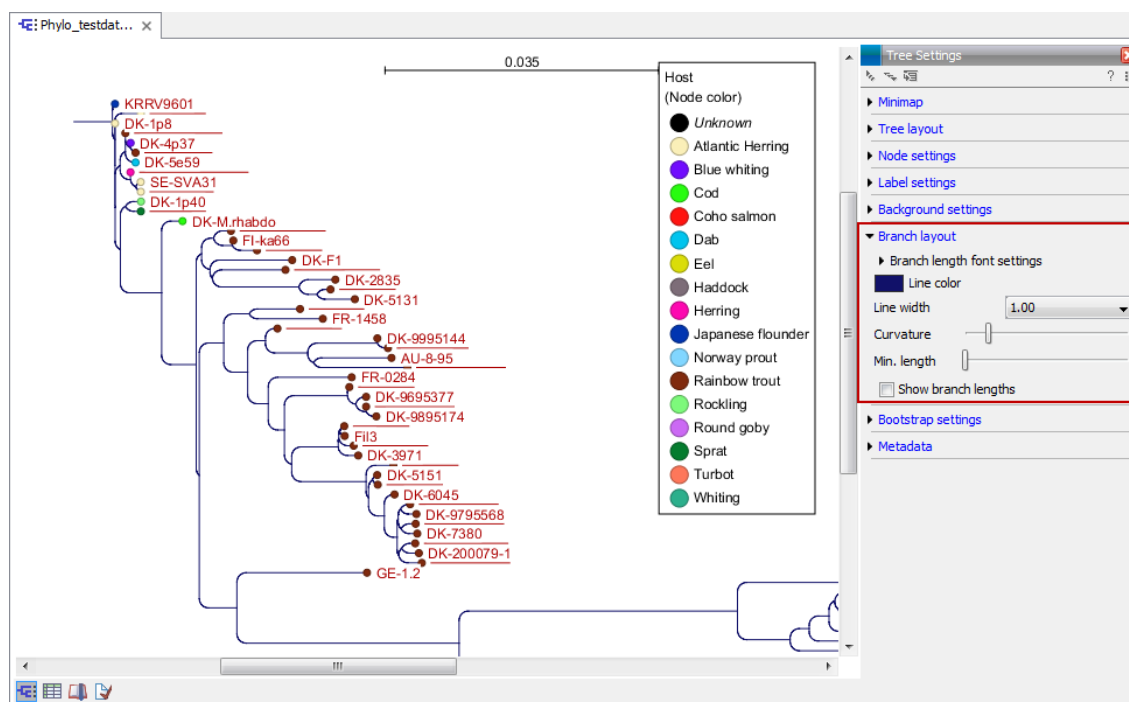 Phylo_testdat...
0.035
KRRV9601
DK-1p8
DK-4p37
DK-5e59
SE-SVA31
DK-1p40
DK-M.rhabdo
FI-ka66
DK-F1
DK-2835
DK-5131
FR-1458
DK-9995144
AU-8-95
FR-0284
DK-9695377
DK-9895174
Fil3
DK-3971
DK-5151
DK-6045
DK-9795568
DK-7380
DK-200079-1
GE-1.2
Host
(Node color)
Unknown
Atlantic Herring
Blue whiting
Cod
Coho salmon
Dab
Eel
Haddock
Herring
Japanese flounder
Norway prout
Rainbow trout
Rockling
Round goby
Sprat
Turbot
Whiting
Tree Settings
?
Minimap
Tree layout
Node settings
Label settings
Background settings
Branch layout
Branch length font settings
Line color
Line width 1.00
Curvature
Min. length
Show branch lengths
Bootstrap settings
Metadata